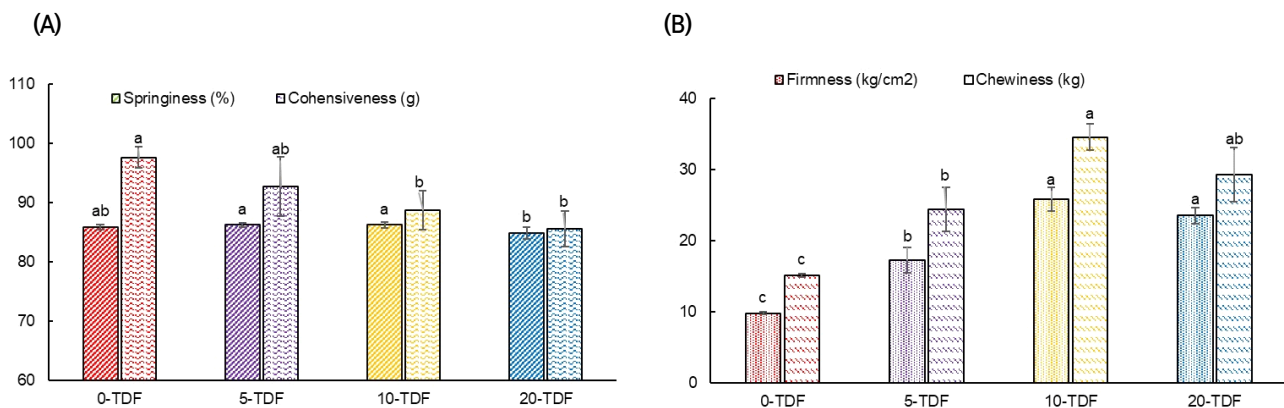 (A)
110
Springiness (%) Cohensiveness (g)
100
90
80
70
60
a
ab
ab
a
a
b
b
b
0-TDF 5-TDF 10-TDF 20-TDF
(B)
Firmness (kg/cm2) Chewiness (kg)
40
30
20
10
0
c
c
b
b
a
a
a
ab
0-TDF 5-TDF 10-TDF 20-TDF